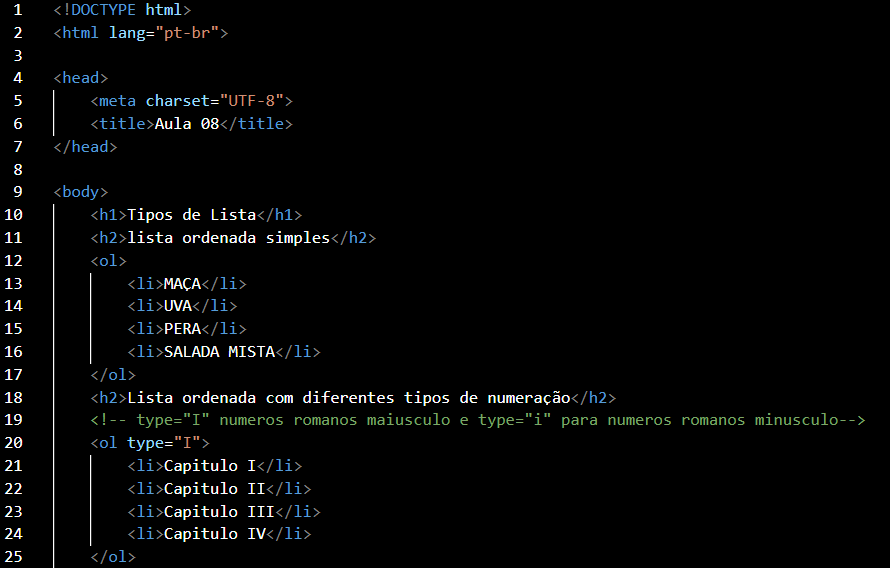 1 <!DOCTYPE html>
2 <html lang="pt-br">
3
4 <head>
5     <meta charset="UTF-8">
6     <title>Aula 08</title>
7 </head>
8
9 <body>
10     <h1>Tipos de Lista</h1>
11     <h2>lista ordenada simples</h2>
12     <ol>
13         <li>MAÇA</li>
14         <li>UVA</li>
15         <li>PERA</li>
16         <li>SALADA MISTA</li>
17     </ol>
18     <h2>Lista ordenada com diferentes tipos de numeração</h2>
19     <!-- type="I" numeros romanos maiusculo e type="i" para numeros romanos minusculo-->
20     <ol type="I">
21         <li>Capitulo I</li>
22         <li>Capitulo II</li>
23         <li>Capitulo III</li>
24         <li>Capitulo IV</li>
25     </ol>